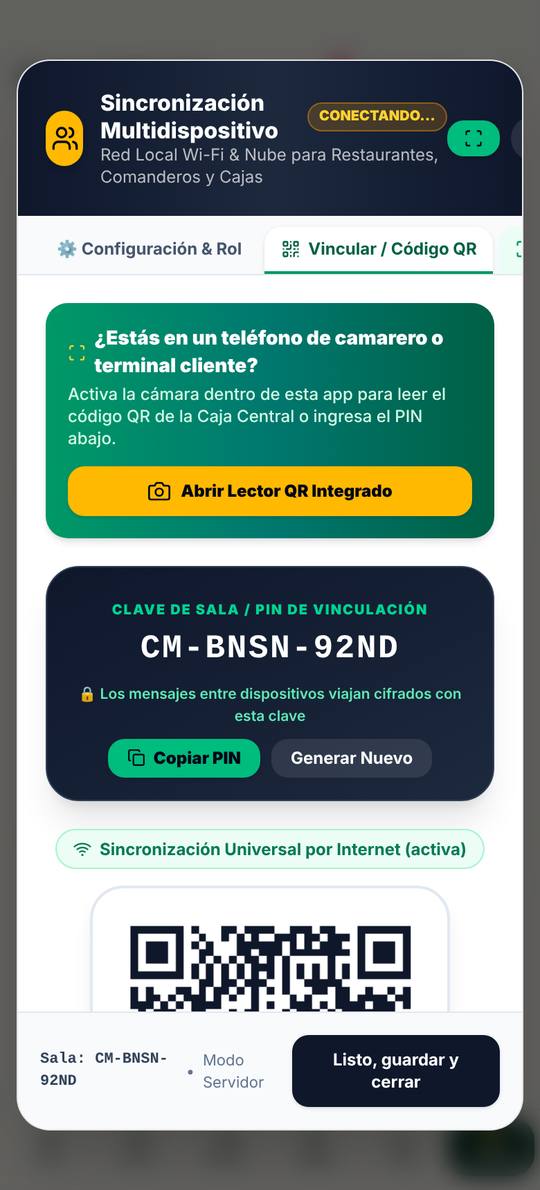 Sincronización
Multidispositivo
CONECTANDO...
Red Local Wi-Fi & Nube para Restaurantes,
Comanderos y Cajas
⚙️ Configuración & Rol
Vincular / Código QR
¿Estás en un teléfono de camarero o
terminal cliente?
Activa la cámara dentro de esta app para leer el
código QR de la Caja Central o ingresa el PIN
abajo.
Abrir Lector QR Integrado
CLAVE DE SALA / PIN DE VINCULACIÓN
CM-BNSN-92ND
🔒 Los mensajes entre dispositivos viajan cifrados con
esta clave
Copiar PIN
Generar Nuevo
Sincronización Universal por Internet (activa)
Sala: CM-BNSN-
92ND
• Modo
Servidor
Listo, guardar y
cerrar